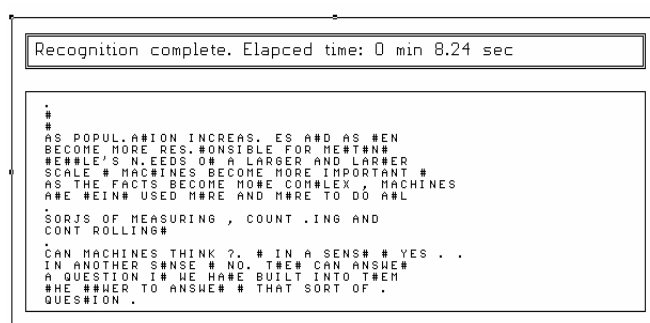 Recognition complete. Elapced time: 0 min 8.24 sec
.
#
#
AS POPUL.A#ION INCREAS. ES A#D AS #EN
BECOME MORE RES.#ONSIBLE FOR ME#T#N#
#E##LE'S N.EEDS O# A LARGER AND LAR#ER
SCALE # MAC#INES BECOME MORE IMPORTANT #
AS THE FACTS BECOME MO#E COM#LEX , MACHINES
A#E #EIN# USED M#RE AND M#RE TO DO A#L
.
SORJS OF MEASURING , COUNT .ING AND
CONT ROLLING#
.
CAN MACHINES THINK ?. # IN A SENS# # YES . .
IN ANOTHER S#NSE # NO. T#E# CAN ANSWE#
A QUESTION I# WE HA#E BUILT INTO T#EM
#HE ##WER TO ANSWE# # THAT SORT OF .
QUES#ION .